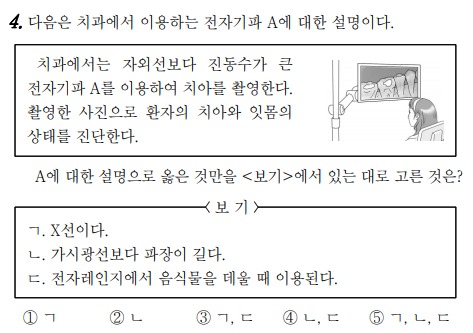 4. 다음은 치과에서 이용하는 전자기파 A에 대한 설명이다.
치과에서는 자외선보다 진동수가 큰
전자기파 A를 이용하여 치아를 촬영한다.
촬영한 사진으로 환자의 치아와 잇몸의
상태를 진단한다.
A에 대한 설명으로 옳은 것만을 <보기>에서 있는 대로 고른 것은?
<보 기>
ㄱ. X선이다.
ㄴ. 가시광선보다 파장이 길다.
ㄷ. 전자레인지에서 음식물을 데울 때 이용된다.
① ㄱ ② ㄴ ③ ㄱ, ㄷ ④ ㄴ, ㄷ ⑤ ㄱ, ㄴ, ㄷ